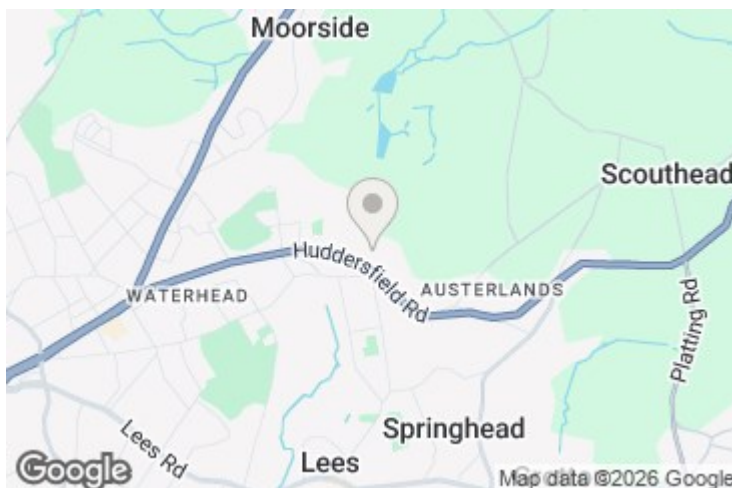 Moorside
Scouthead
Huddersfield Rd
WATERHEAD
AUSTERLANDS
Platting Rd
Lees Rd
Springhead
Lees
Google
Map data ©2026 Google